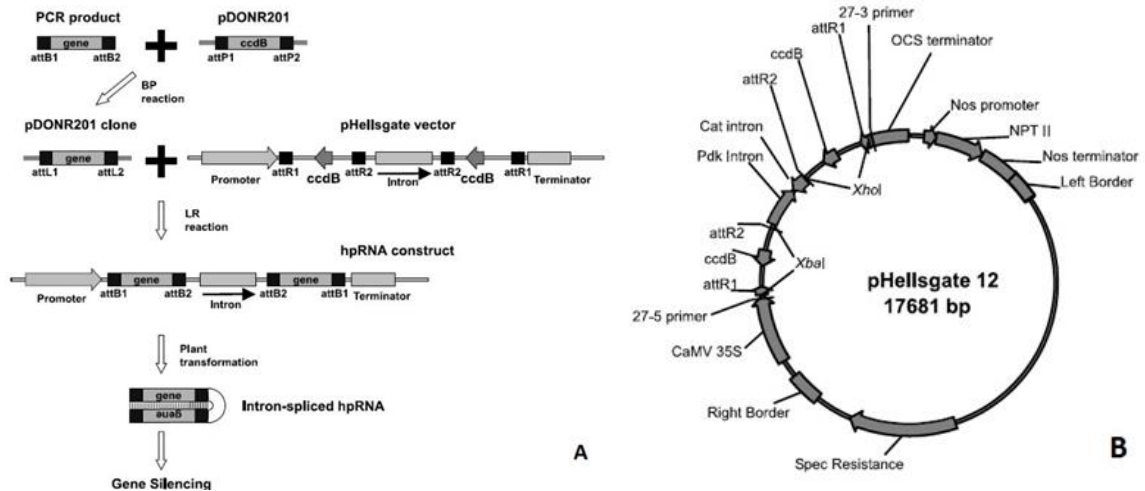 PCR product
pDONR201
gene
ccdB
attB1
attB2
attP1
attP2
BP
reaction
pDONR201 clone
pHellsgate vector
gene
attL1
attL2
Promoter
attR1
ccdB
attR2
Intron
attR2
ccdB
attR1
Terminator
LR
reaction
hpRNA construct
gene
gene
Promoter
attB1
attB2
Intron
attB2
attB1
Terminator
Plant
transformation
gene
gene
Intron-spliced hpRNA
Gene Silencing
A
27-3 primer
attR1
OCS terminator
ccdB
attR2
Nos promoter
Cat intron
NPT II
Pdk Intron
Nos terminator
Left Border
XhoI
attR2
ccdB
XbaI
attR1
pHellsgate 12
17681 bp
27-5 primer
CaMV 35S
Right Border
Spec Resistance
B